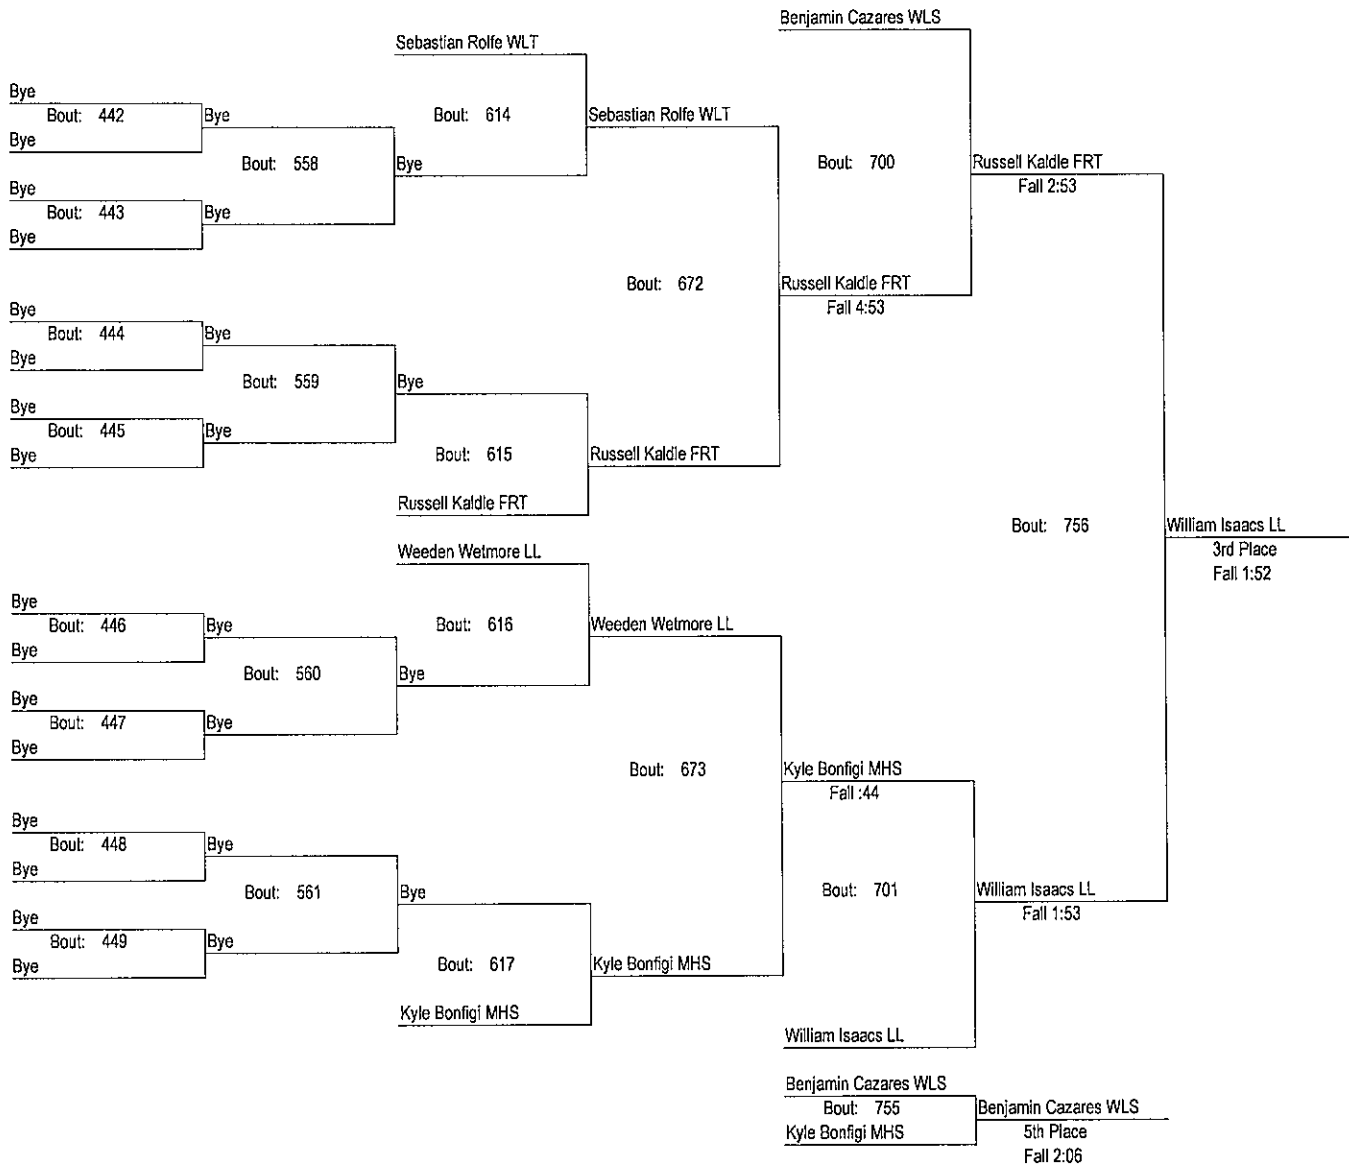 Benjamin Cazares WLS
Sebastian Rolfe WLT
Bye
Bout: 442
Bye
Bye
Bout: 614
Sebastian Rolfe WLT
Bout: 558
Bye
Bout: 700
Russell Kaldle FRT
Fall 2:53
Bye
Bout: 443
Bye
Bye
Bout: 672
Russell Kaldle FRT
Fall 4:53
Bye
Bout: 444
Bye
Bye
Bout: 559
Bye
Bye
Bout: 445
Bye
Bye
Bout: 615
Russell Kaldle FRT
Russell Kaldle FRT
Bout: 756
William Isaacs LL
3rd Place
Fall 1:52
Weeden Wetmore LL
Bye
Bout: 446
Bye
Bye
Bout: 616
Weeden Wetmore LL
Bout: 560
Bye
Bye
Bout: 447
Bye
Bye
Bout: 673
Kyle Bonfigi MHS
Fall :44
Bye
Bout: 448
Bye
Bye
Bout: 561
Bye
Bout: 701
William Isaacs LL
Fall 1:53
Bye
Bout: 449
Bye
Bye
Bout: 617
Kyle Bonfigi MHS
Kyle Bonfigi MHS
William Isaacs LL
Benjamin Cazares WLS
Bout: 755
Kyle Bonfigi MHS
Benjamin Cazares WLS
5th Place
Fall 2:06